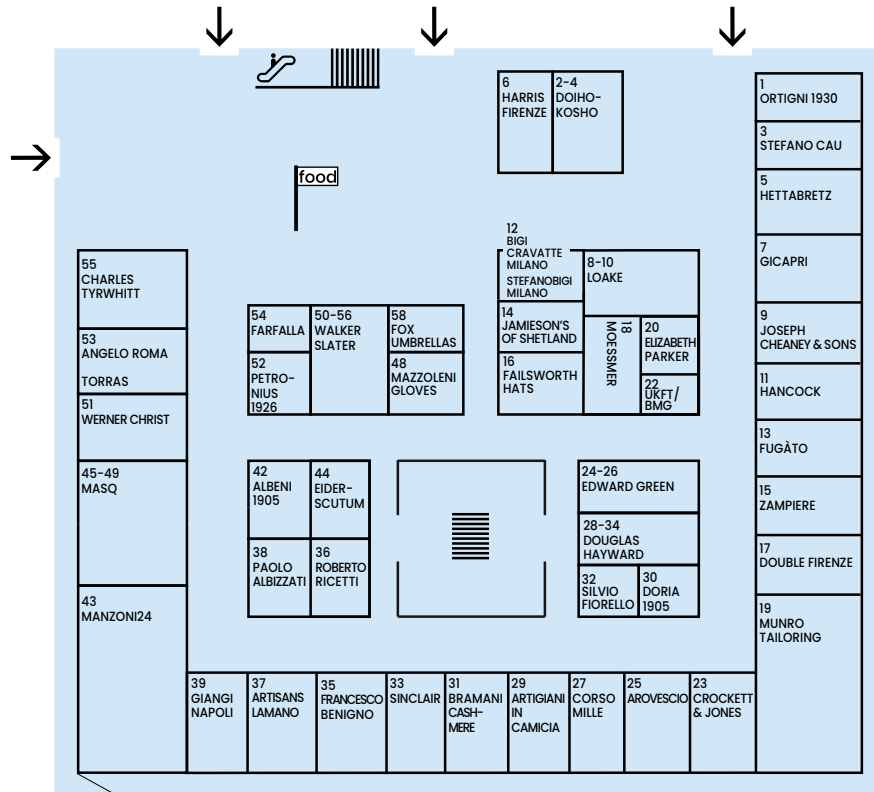 food
6
HARRIS
FIRENZE
2-4
DOIHO-
KOSHO
1
ORTIGNI 1930
3
STEFANO CAU
5
HETTABRETZ
7
GICAPRI
9
JOSEPH
CHEANEY & SONS
11
HANCOCK
13
FUGÀTO
15
ZAMPIERE
17
DOUBLE FIRENZE
19
MUNRO
TAILORING
12
BIGI
CRAVATTE
MILANO
STEFANOBIGI
MILANO
8-10
LOAKE
14
JAMIESON'S
OF SHETLAND
16
FAILSWORTH
HATS
18
MOESSMER
20
ELIZABETH
PARKER
22
UKFT/
BMG
55
CHARLES
TYRWHITT
53
ANGELO ROMA
TORRAS
51
WERNER CHRIST
45-49
MASQ
43
MANZONI24
54
FARFALLA
50-56
WALKER
SLATER
58
FOX
UMBRELLAS
52
PETRO-
NIUS
1926
48
MAZZOLENI
GLOVES
42
ALBENI
1905
44
EIDER-
SCUTUM
38
PAOLO
ALBIZZATI
36
ROBERTO
RICETTI
24-26
EDWARD GREEN
28-34
DOUGLAS
HAYWARD
32
SILVIO
FIORELLO
30
DORIA
1905
39
GIANGI
NAPOLI
37
ARTISANS
LAMANO
35
FRANCESCO
BENIGNO
33
SINCLAIR
31
BRAMANI
CASH-
MERE
29
ARTIGIANI
IN
CAMICIA
27
CORSO
MILLE
25
AROVESCIO
23
CROCKETT
& JONES